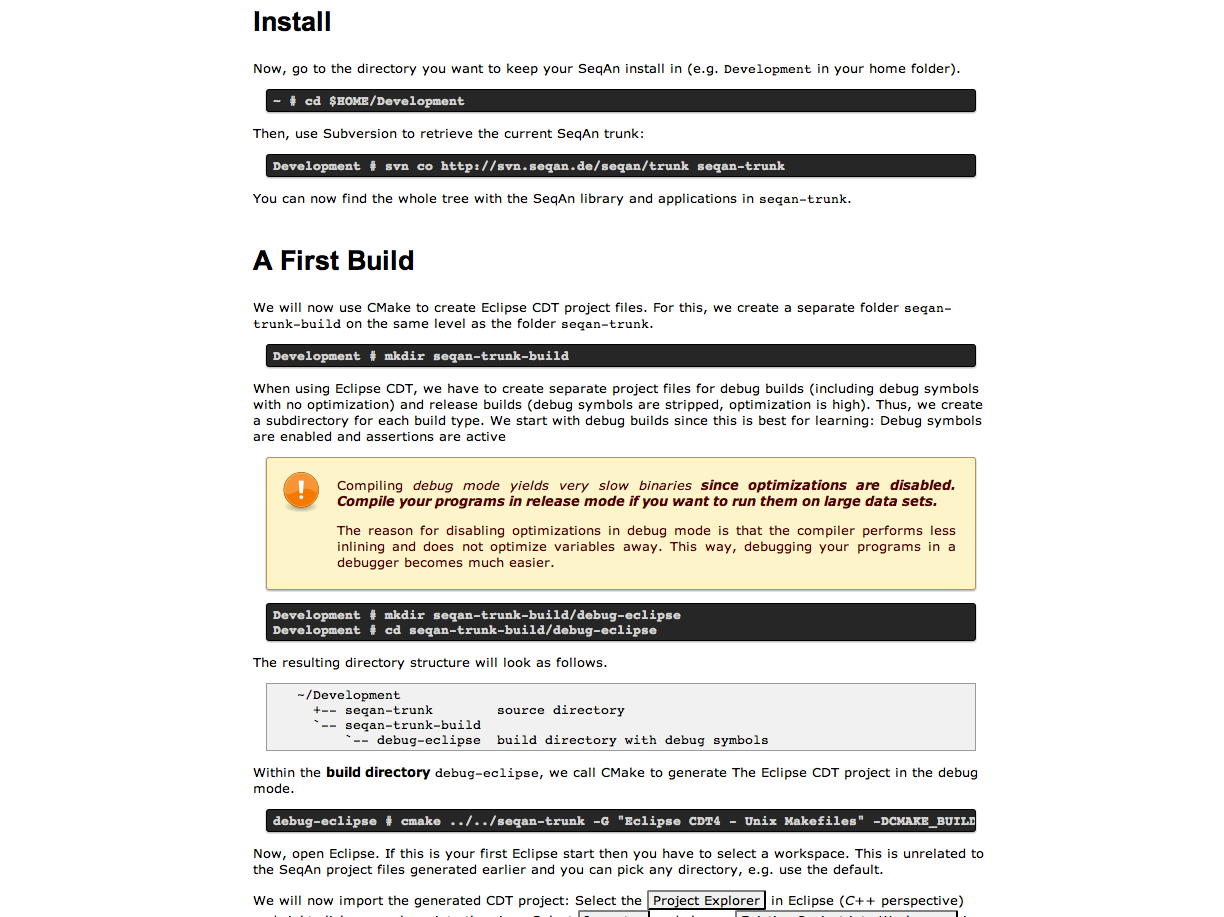 Install
Now, go to the directory you want to keep your SeqAn install in (e.g. Development in your home folder).
~ # cd $HOME/Development
Then, use Subversion to retrieve the current SeqAn trunk:
Development # svn co http://svn.seqan.de/seqan/trunk seqan-trunk
You can now find the whole tree with the SeqAn library and applications in seqan-trunk.
A First Build
We will now use CMake to create Eclipse CDT project files. For this, we create a separate folder seqan-
trunk-build on the same level as the folder seqan-trunk.
Development # mkdir seqan-trunk-build
When using Eclipse CDT, we have to create separate project files for debug builds (including debug symbols
with no optimization) and release builds (debug symbols are stripped, optimization is high). Thus, we create
a subdirectory for each build type. We start with debug builds since this is best for learning: Debug symbols
are enabled and assertions are active
Compiling debug mode yields very slow binaries since optimizations are disabled.
Compile your programs in release mode if you want to run them on large data sets.
The reason for disabling optimizations in debug mode is that the compiler performs less
inlining and does not optimize variables away. This way, debugging your programs in a
debugger becomes much easier.
Development # mkdir seqan-trunk-build/debug-eclipse
Development # cd seqan-trunk-build/debug-eclipse
The resulting directory structure will look as follows.
~/Development
+-- seqan-trunk        source directory
`-- seqan-trunk-build
`-- debug-eclipse  build directory with debug symbols
Within the build directory debug-eclipse, we call CMake to generate The Eclipse CDT project in the debug
mode.
debug-eclipse # cmake ../../seqan-trunk -G "Eclipse CDT4 - Unix Makefiles" -DCMAKE_BUILD
Now, open Eclipse. If this is your first Eclipse start then you have to select a workspace. This is unrelated to
the SeqAn project files generated earlier and you can pick any directory, e.g. use the default.
We will now import the generated CDT project: Select the Project Explorer in Eclipse (C++ perspective)